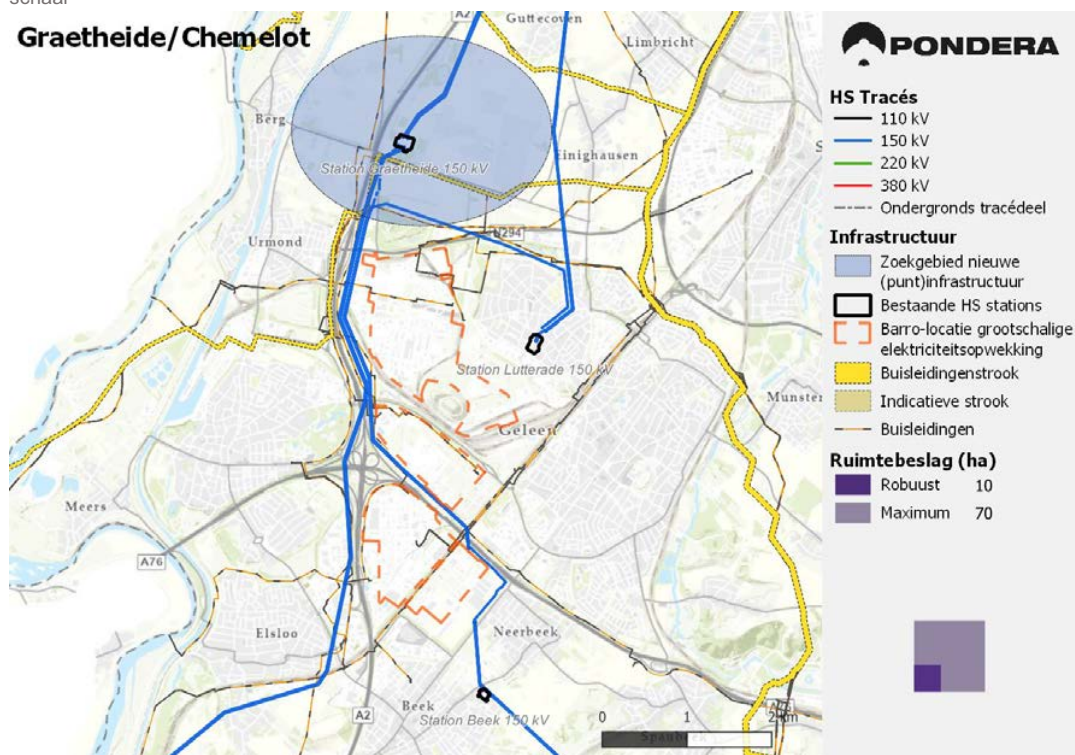 schaal
Graetheide/Chemelot
A2
Guttecoven
Limbricht
Berg
Einighausen
Station Graetheide 150 kV
Urmond
N294
Station Lutterade 150 kV
Geleen
Munster
Meers
A76
Elsloo
Neerbeek
A2
Beek
Station Beek 150 kV
Spaubeek
0 1 2 km
PONDERA
HS Tracés
110 kV
150 kV
220 kV
380 kV
Ondergronds tracédeel
Infrastructuur
Zoekgebied nieuwe
(punt)infrastructuur
Bestaande HS stations
Barro-locatie grootschalige
elektriciteitsopwekking
Buisleidingenstrook
Indicatieve strook
Buisleidingen
Ruimtebeslag (ha)
Robuust 10
Maximum 70